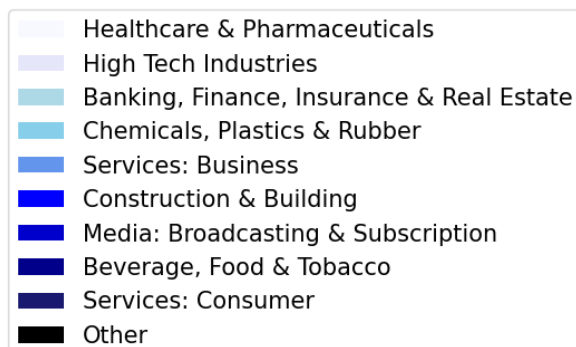 Healthcare & Pharmaceuticals
High Tech Industries
Banking, Finance, Insurance & Real Estate
Chemicals, Plastics & Rubber
Services: Business
Construction & Building
Media: Broadcasting & Subscription
Beverage, Food & Tobacco
Services: Consumer
Other